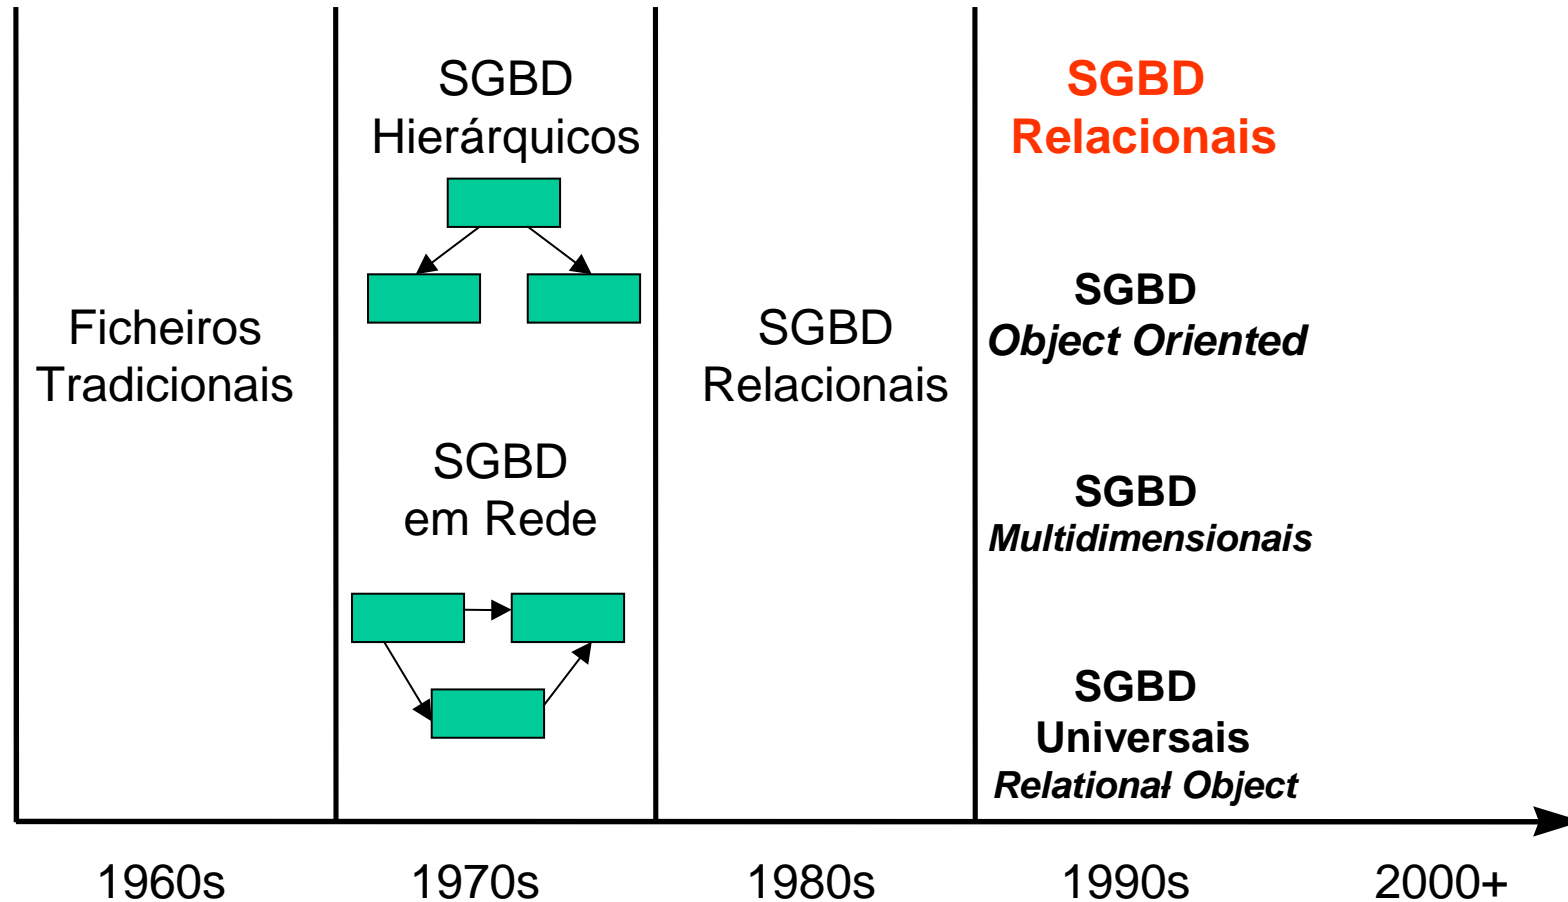 Ficheiros
Tradicionais
SGBD
Hierárquicos
SGBD
em Rede
SGBD
Relacionais
SGBD
Relacionais
SGBD
Object Oriented
SGBD
Multidimensionais
SGBD
Universais
Relational- Object
1960s
1970s
1980s
1990s
2000+